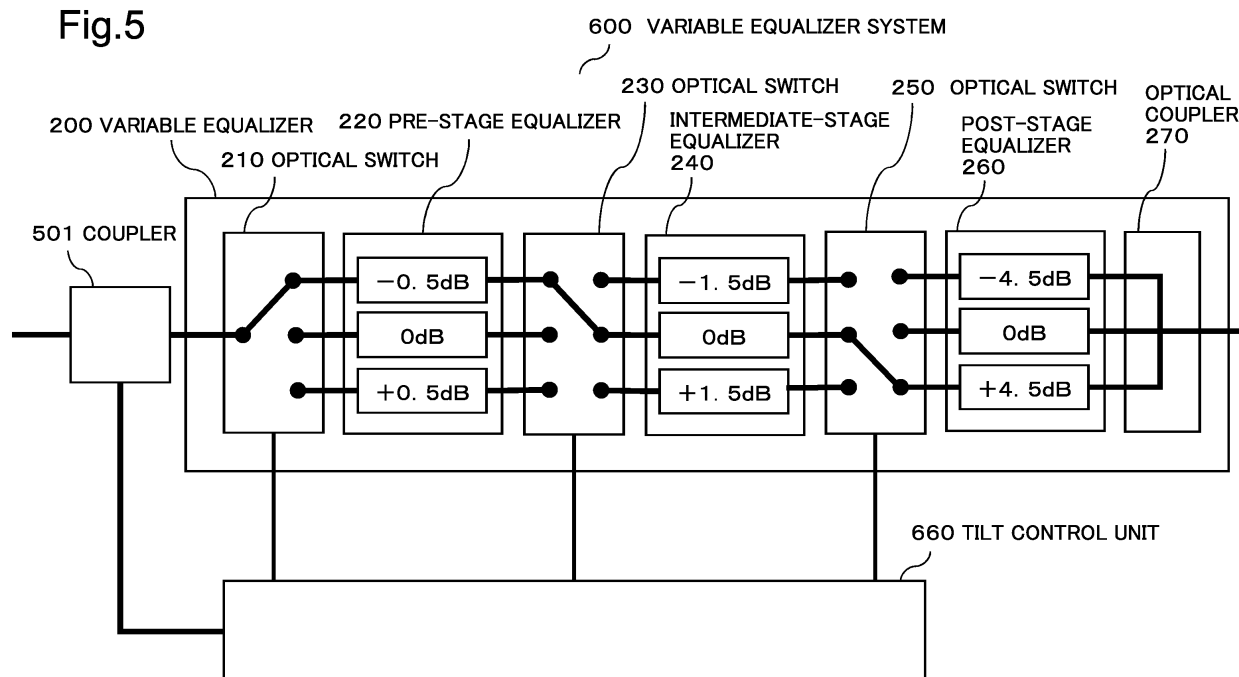 Fig.5
600 VARIABLE EQUALIZER SYSTEM
230 OPTICAL SWITCH
250 OPTICAL SWITCH
OPTICAL
COUPLER
270
200 VARIABLE EQUALIZER
220 PRE-STAGE EQUALIZER
INTERMEDIATE-STAGE
EQUALIZER
240
POST-STAGE
EQUALIZER
260
210 OPTICAL SWITCH
501 COUPLER
−0. 5dB
−1. 5dB
−4. 5dB
0dB
0dB
0dB
+0. 5dB
+1. 5dB
+4. 5dB
660 TILT CONTROL UNIT